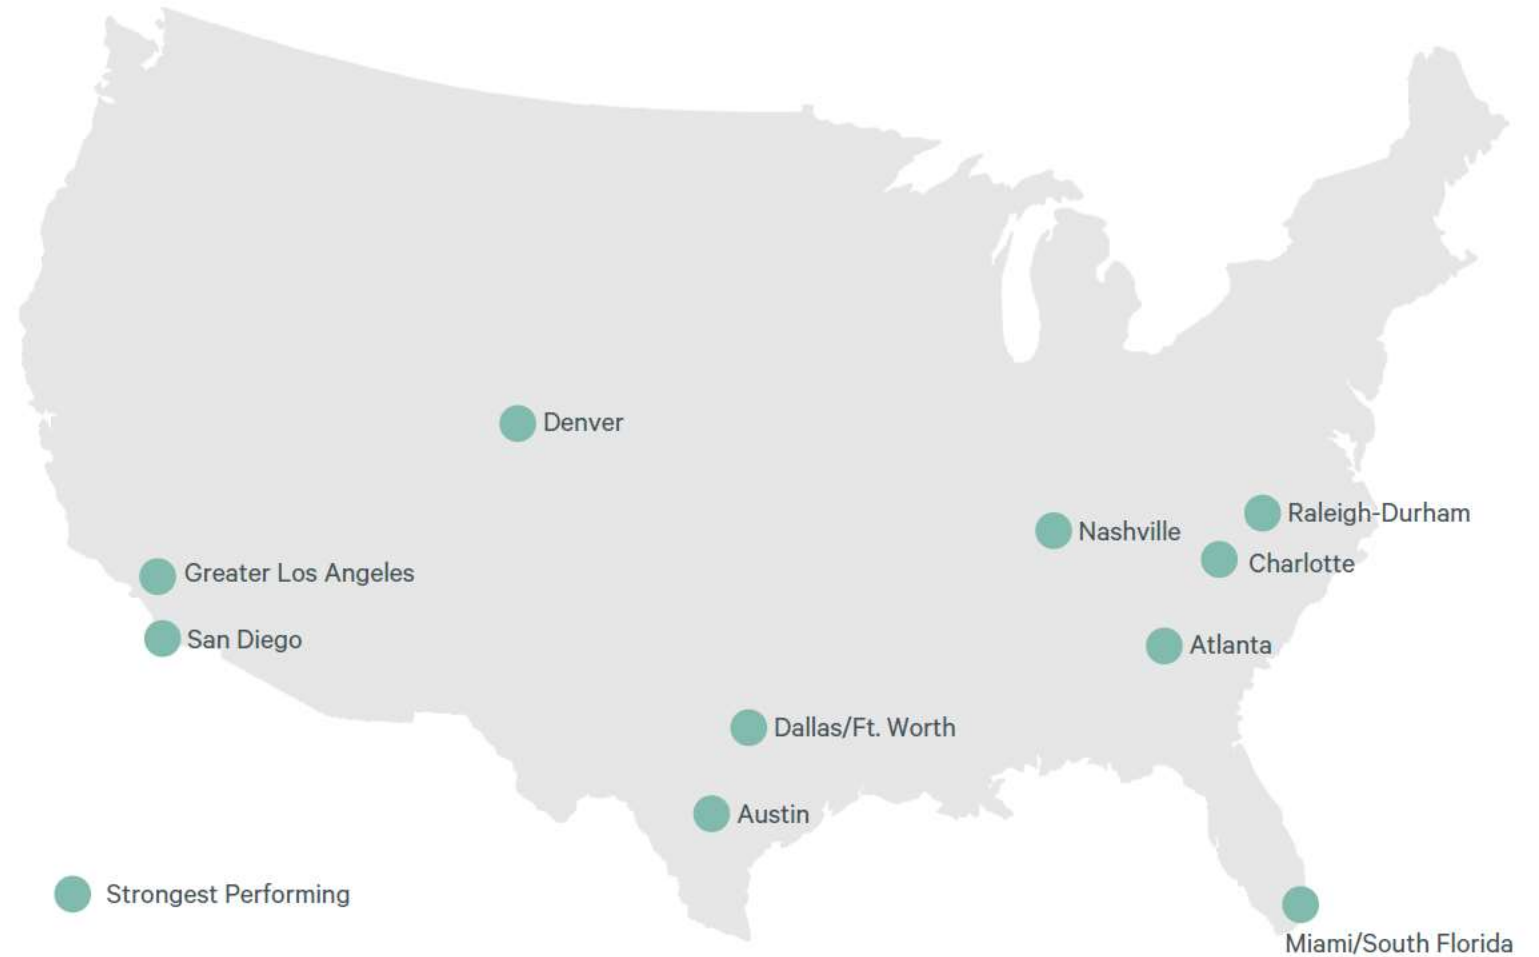 Denver
Raleigh-Durham
Nashville
Charlotte
Greater Los Angeles
San Diego
Atlanta
Dallas/Ft. Worth
Austin
Strongest Performing
Miami/South Florida